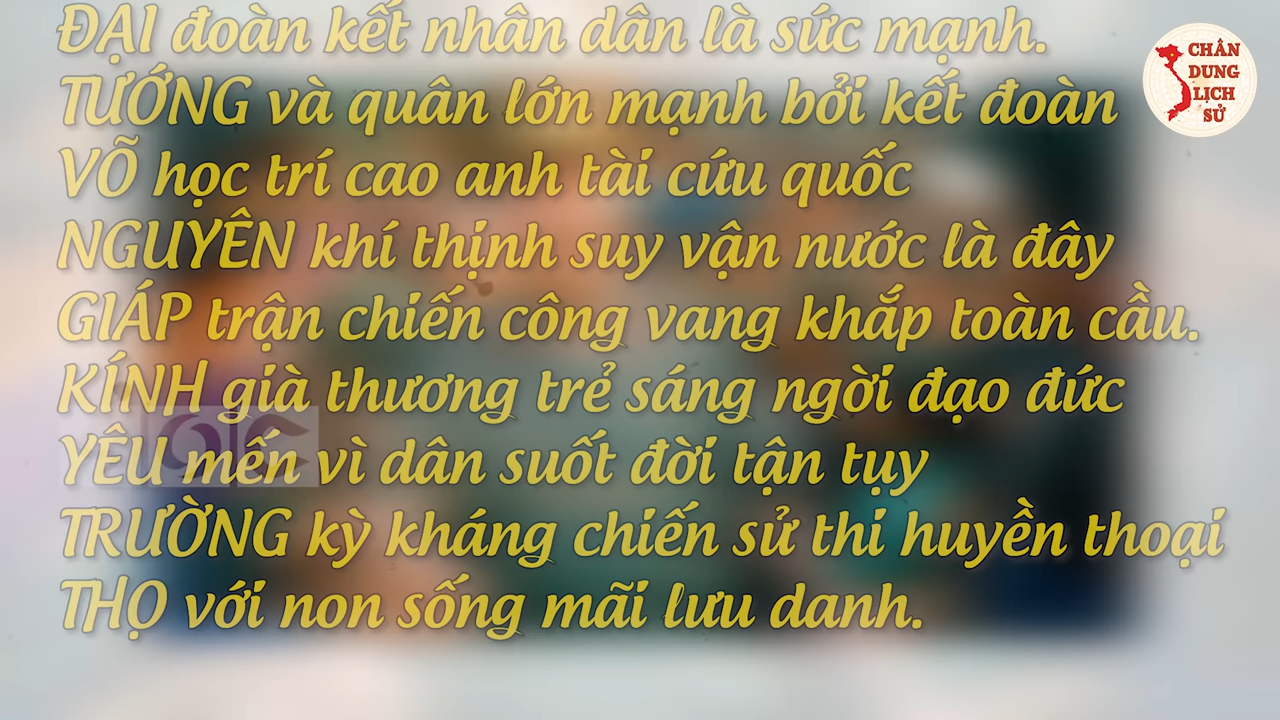 ĐẠI đoàn kết nhân dân là sức mạnh.
TƯỚNG và quân lớn mạnh bởi kết đoàn
VÕ học trí cao anh tài cứu quốc
NGUYÊN khí thịnh suy vận nước là đây
GIÁP trận chiến công vang khắp toàn cầu.
KÍNH già thương trẻ sáng ngời đạo đức
YÊU mến vì dân suốt đời tận tụy
TRƯỜNG kỳ kháng chiến sử thi huyền thoại
THỌ với non sống mãi lưu danh.
CHÂN
DUNG
LỊCH
SỬ